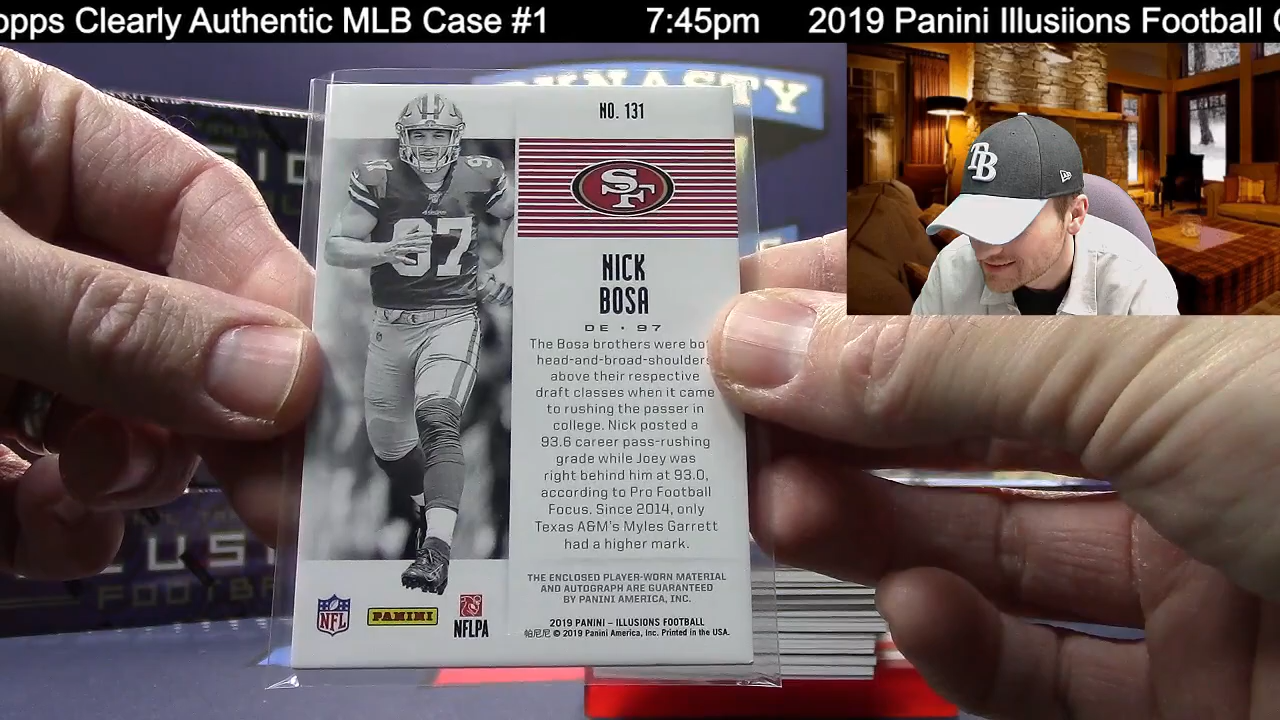 opps Clearly Authentic MLB Case #1 7:45pm 2019 Panini Illusiions Football
DYNASTY
TB
NO. 131
SF
97
97
NICK
BOSA
DE • 97
The Bosa brothers were
head-and-broad-shoulders
above their respective
draft classes when it came
to rushing the passer in
college. Nick posted a
93.6 career pass-rushing
grade while Joey was
right behind him at 93.0,
according to Pro Football
Focus. Since 2014, only
Texas A&M's Myles Garrett
had a higher mark.
THE ENCLOSED PLAYER-WORN MATERIAL
AND AUTOGRAPH ARE GUARANTEED
BY PANINI AMERICA, INC.
NFL
PANINI
NFLPA
2019 PANINI – ILLUSIONS FOOTBALL
帕尼尼 © 2019 Panini America, Inc. Printed in the USA.